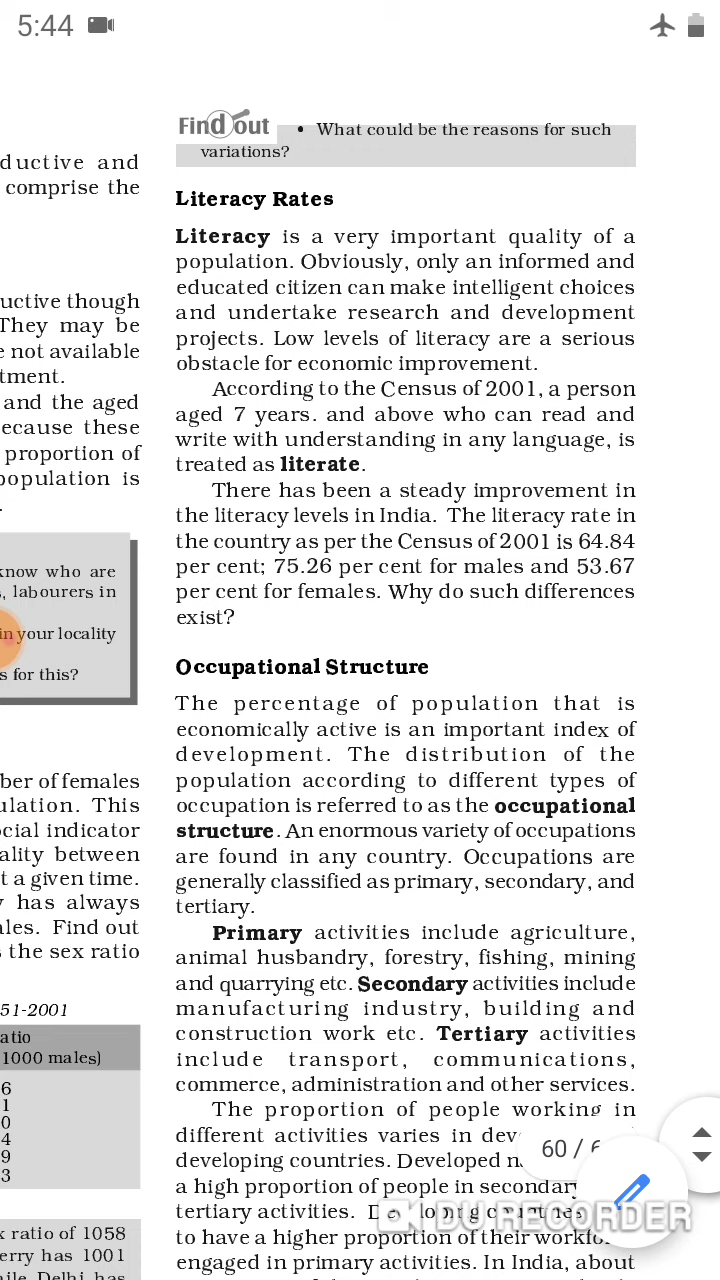 5:44
ductive and
comprise the
uctive though
They may be
e not available
tment.
and the aged
ecause these
proportion of
population is
.
know who are
s, labourers in
in your locality
s for this?
ber of females
ulation. This
ocial indicator
ality between
t a given time.
y has always
ales. Find out
s the sex ratio
51-2001
atio
1000 males)
6
1
0
4
9
3
x ratio of 1058
erry has 1001
hile Delhi has
Find out
• What could be the reasons for such
variations?
Literacy Rates
Literacy is a very important quality of a
population. Obviously, only an informed and
educated citizen can make intelligent choices
and undertake research and development
projects. Low levels of literacy are a serious
obstacle for economic improvement.
According to the Census of 2001, a person
aged 7 years. and above who can read and
write with understanding in any language, is
treated as literate.
There has been a steady improvement in
the literacy levels in India. The literacy rate in
the country as per the Census of 2001 is 64.84
per cent; 75.26 per cent for males and 53.67
per cent for females. Why do such differences
exist?
Occupational Structure
The percentage of population that is
economically active is an important index of
development. The distribution of the
population according to different types of
occupation is referred to as the occupational
structure. An enormous variety of occupations
are found in any country. Occupations are
generally classified as primary, secondary, and
tertiary.
Primary activities include agriculture,
animal husbandry, forestry, fishing, mining
and quarrying etc. Secondary activities include
manufacturing industry, building and
construction work etc. Tertiary activities
include transport, communications,
commerce, administration and other services.
The proportion of people working in
different activities varies in dev
developing countries. Developed n
a high proportion of people in secondary
tertiary activities.
to have a higher proportion of their workfo
engaged in primary activities. In India, about
60 / 6
DU RECORDER